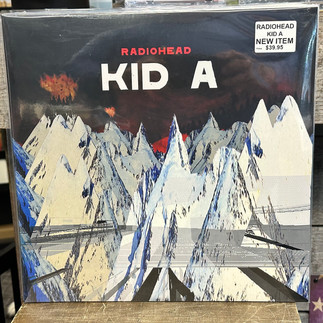 RADIOHEAD
KID A
RADIOHEAD
KID A
NEW ITEM
$39.95